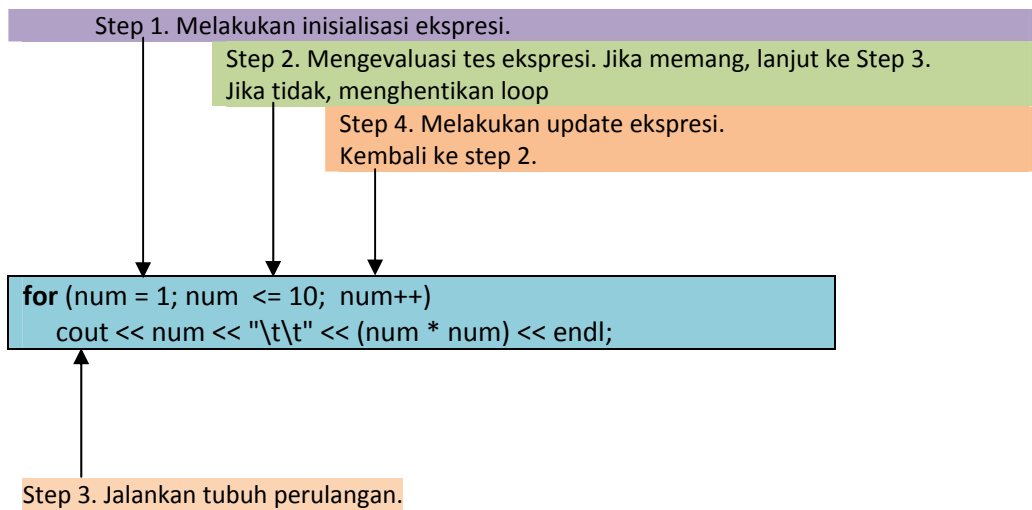 Step 1. Melakukan inisialisasi ekspresi.
Step 2. Mengevaluasi tes ekspresi. Jika memang, lanjut ke Step 3.
Jika tidak, menghentikan loop
Step 4. Melakukan update ekspresi.
Kembali ke step 2.
for (num = 1; num <= 10; num++)
cout << num << "\t\t" << (num * num) << endl;
Step 3. Jalankan tubuh perulangan.